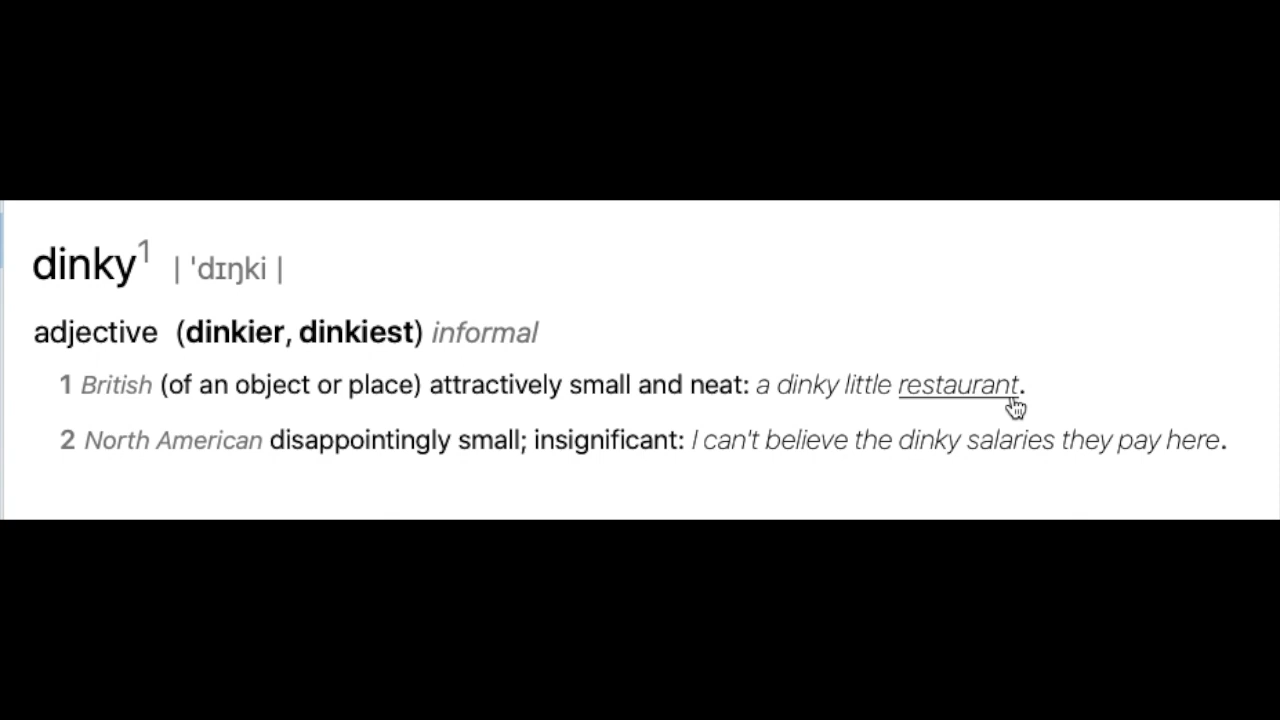 dinky¹ | ˈdɪŋki |
adjective (dinkier, dinkiest) informal
1 British (of an object or place) attractively small and neat: a dinky little restaurant.
2 North American disappointingly small; insignificant: I can't believe the dinky salaries they pay here.